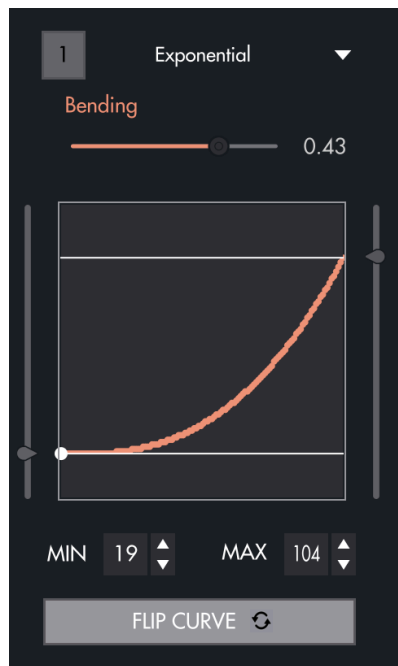 1 Exponential
Bending
0.43
MIN 19 MAX 104
FLIP CURVE